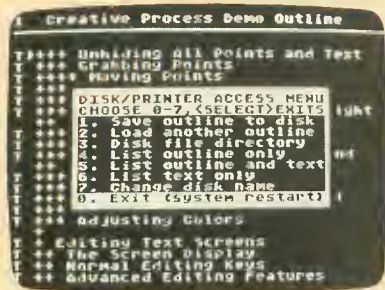 1 Creative Process Demo Outline
T)++++ Unhiding All Points and Text
T ++++ Grabbing Points
T ++++ Moving Points
DISK/PRINTER ACCESS MENU
CHOOSE 0-7,(SELECT)EXITS
1. Save outline to disk
2. Load another outline
3. Disk file directory
4. List outline only
5. List outline and text
6. List text only
7. Change disk name
0. Exit (system restart)
T +++ Adjusting Colors
T + Editing Text Screens
T ++ The Screen Display
T ++ Normal Editing Keys
T ++ Advanced Editing Features